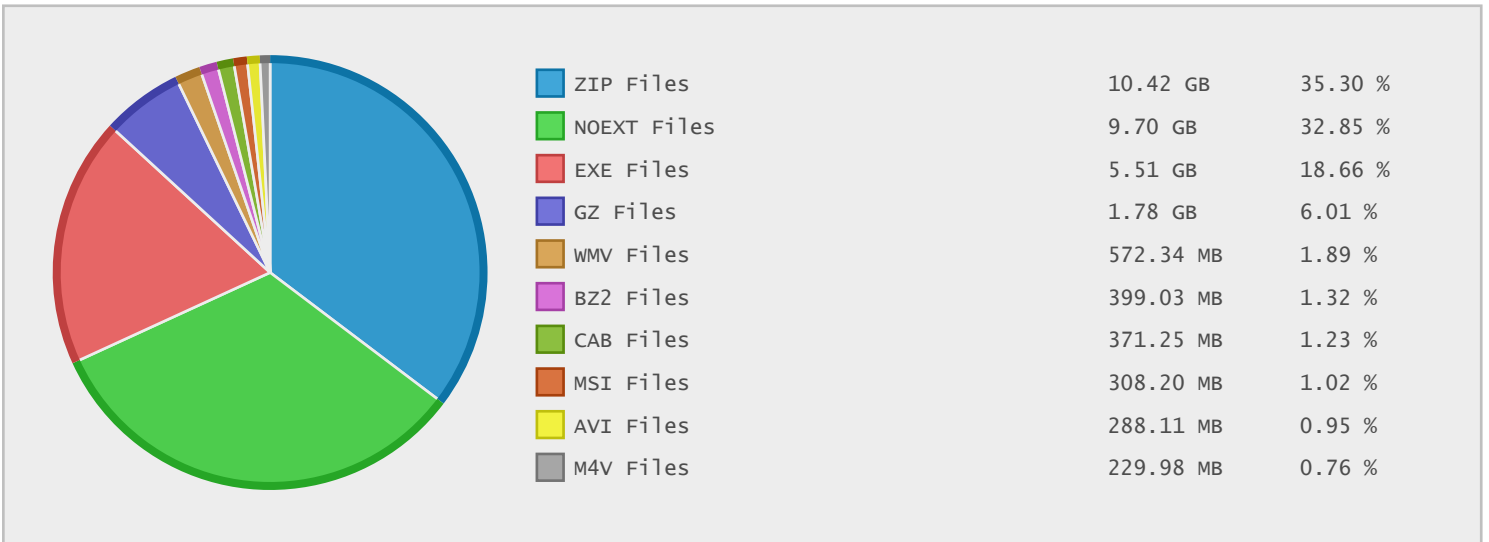 ZIP Files 10.42 GB 35.30 %
NOEXT Files 9.70 GB 32.85 %
EXE Files 5.51 GB 18.66 %
GZ Files 1.78 GB 6.01 %
WMV Files 572.34 MB 1.89 %
BZ2 Files 399.03 MB 1.32 %
CAB Files 371.25 MB 1.23 %
MSI Files 308.20 MB 1.02 %
AVI Files 288.11 MB 0.95 %
M4V Files 229.98 MB 0.76 %